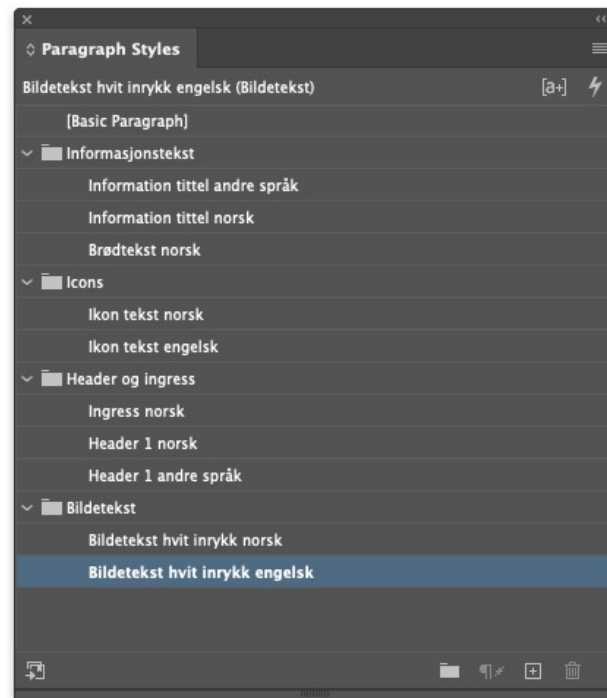 Paragraph Styles
Bildetekst hvit inrykk engelsk (Bildetekst) [a+]
[Basic Paragraph]
Informasjonstekst
Information tittel andre språk
Information tittel norsk
Brødtekst norsk
Icons
Ikon tekst norsk
Ikon tekst engelsk
Header og ingress
Ingress norsk
Header 1 norsk
Header 1 andre språk
Bildetekst
Bildetekst hvit inrykk norsk
Bildetekst hvit inrykk engelsk